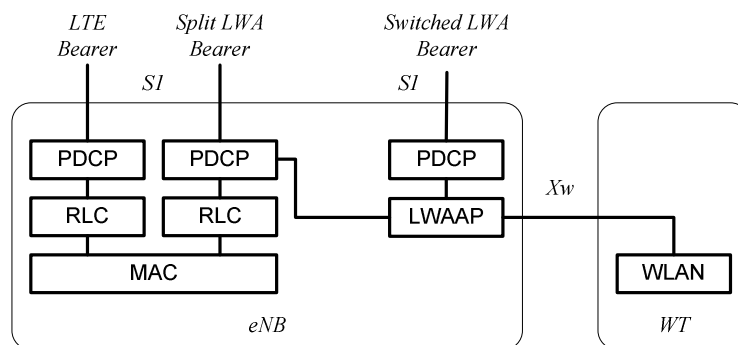 LTE
Bearer
Split LWA
Bearer
Switched LWA
Bearer
S1
S1
PDCP
PDCP
PDCP
Xw
RLC
RLC
LWAAP
MAC
WLAN
eNB
WT